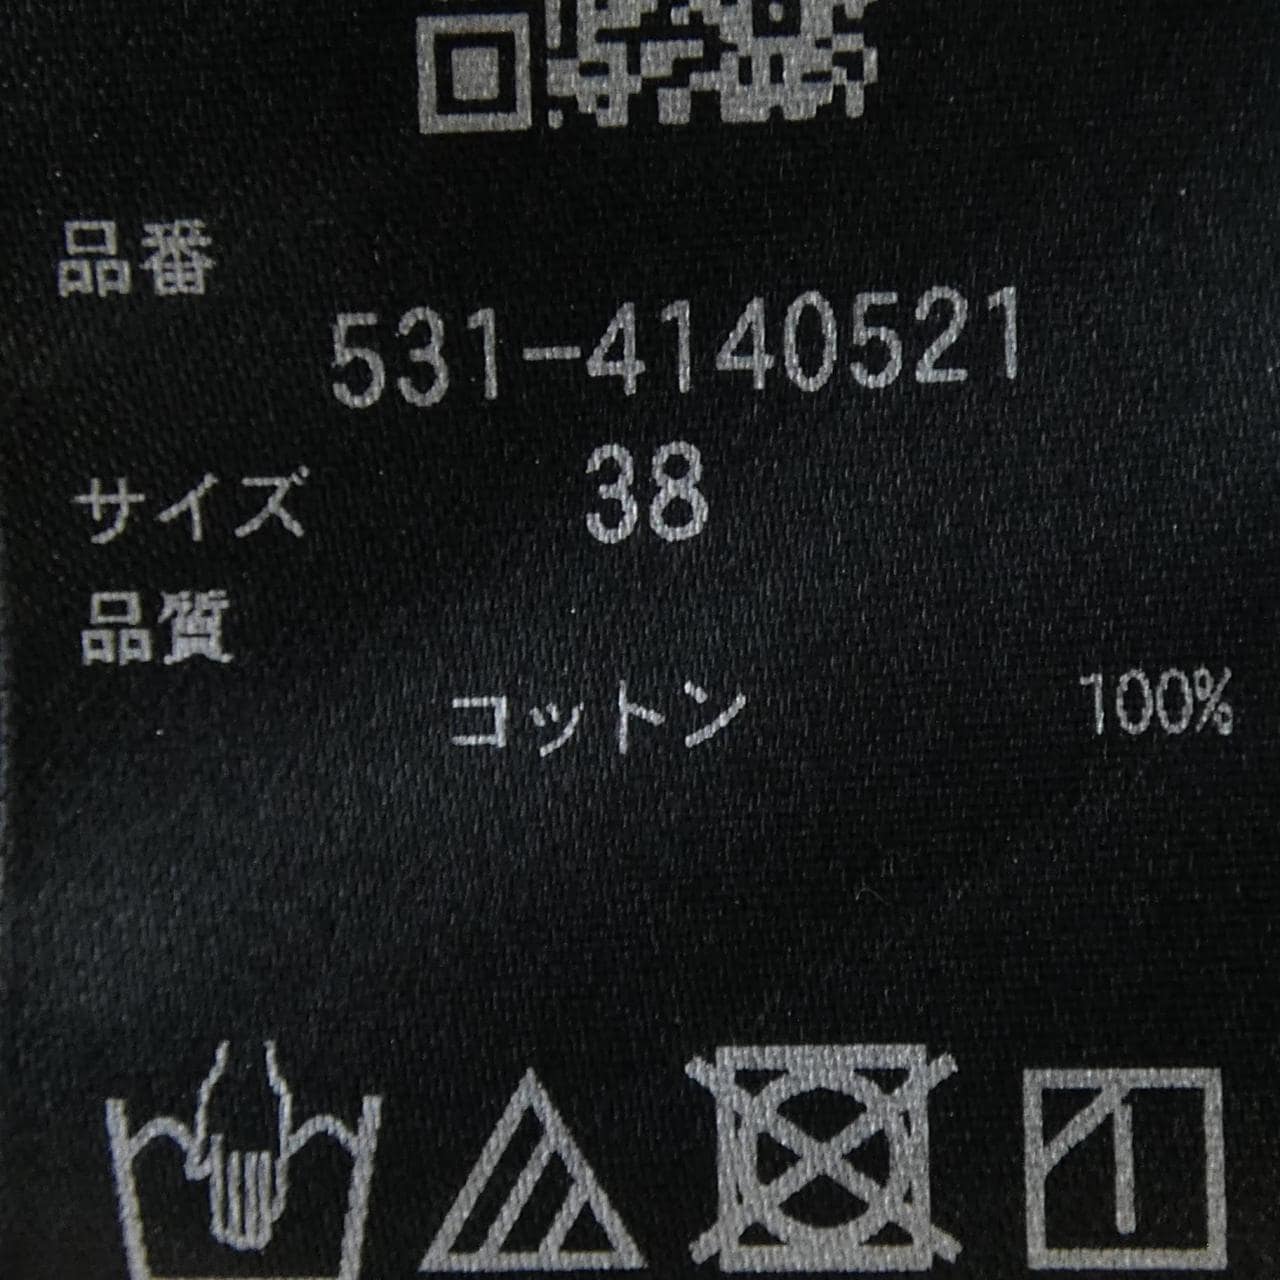 品番
531-4140521
サイズ 38
品質
コットン 100%